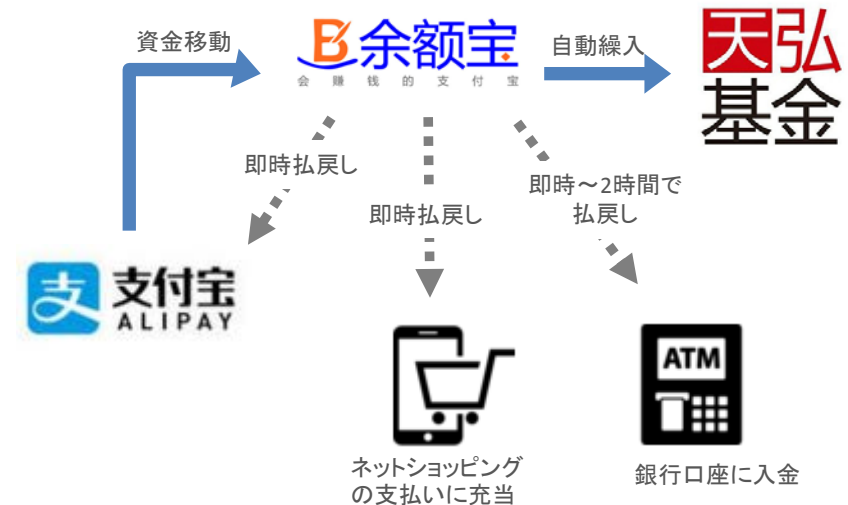 資金移動
余额宝
会赚钱的支付宝
自動繰入
天弘
基金
即時払戻し
即時払戻し
即時～2時間で
払戻し
支
支付宝
ALIPAY
ATM
ネットショッピング
の支払いに充当
銀行口座に入金